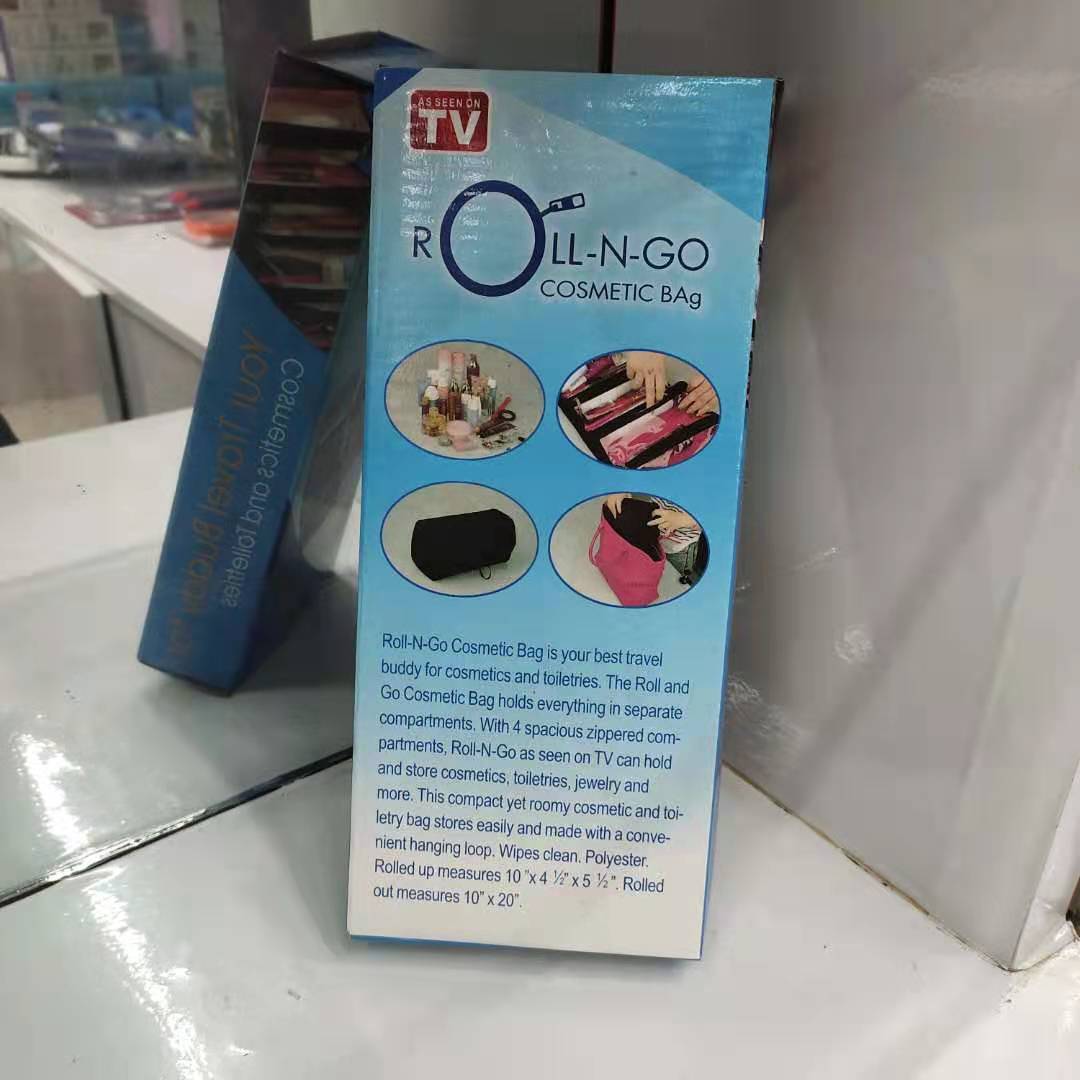 AS SEEN ON
TV
ROLL-N-GO
COSMETIC BAg
Roll-N-Go Cosmetic Bag is your best travel
buddy for cosmetics and toiletries. The Roll and
Go Cosmetic Bag holds everything in separate
compartments. With 4 spacious zippered com-
partments, Roll-N-Go as seen on TV can hold
and store cosmetics, toiletries, jewelry and
more. This compact yet roomy cosmetic and toi-
letry bag stores easily and made with a conve-
nient hanging loop. Wipes clean. Polyester.
Rolled up measures 10 "x 4 ½" x 5 ½ ". Rolled
out measures 10" x 20".
YOUr Travel Buddy for
Cosmetics and Toiletries